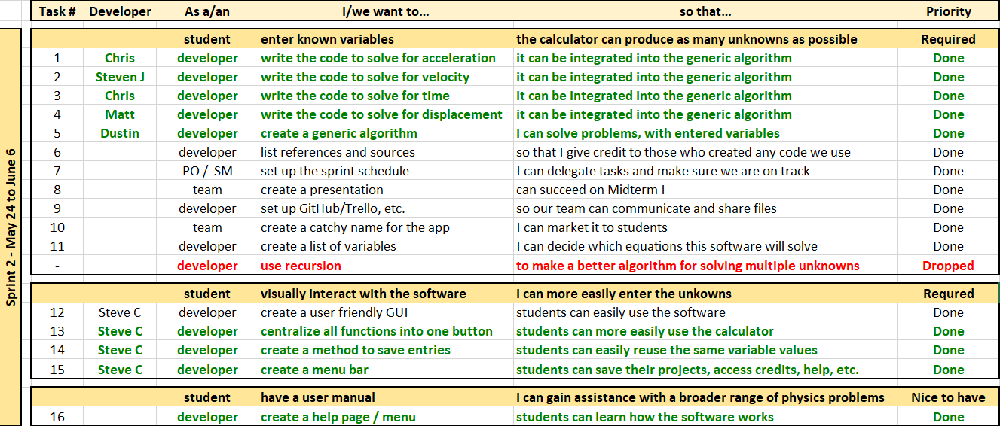 Task # Developer As a/an I/we want to... so that... Priority
Sprint 2 - May 24 to June 6
student enter known variables the calculator can produce as many unknowns as possible Required
1 Chris developer write the code to solve for acceleration it can be integrated into the generic algorithm Done
2 Steven J developer write the code to solve for velocity it can be integrated into the generic algorithm Done
3 Chris developer write the code to solve for time it can be integrated into the generic algorithm Done
4 Matt developer write the code to solve for displacement it can be integrated into the generic algorithm Done
5 Dustin developer create a generic algorithm I can solve problems, with entered variables Done
6 developer list references and sources so that I give credit to those who created any code we use Done
7 PO / SM set up the sprint schedule I can delegate tasks and make sure we are on track Done
8 team create a presentation can succeed on Midterm I Done
9 developer set up GitHub/Trello, etc. so our team can communicate and share files Done
10 team create a catchy name for the app I can market it to students Done
11 developer create a list of variables I can decide which equations this software will solve Done
- developer use recursion to make a better algorithm for solving multiple unknowns Dropped
student visually interact with the software I can more easily enter the unkowns Requred
12 Steve C developer create a user friendly GUI students can easily use the software Done
13 Steve C developer centralize all functions into one button students can more easily use the calculator Done
14 Steve C developer create a method to save entries students can easily reuse the same variable values Done
15 Steve C developer create a menu bar students can save their projects, access credits, help, etc. Done
student have a user manual I can gain assistance with a broader range of physics problems Nice to have
16 developer create a help page / menu students can learn how the software works Done